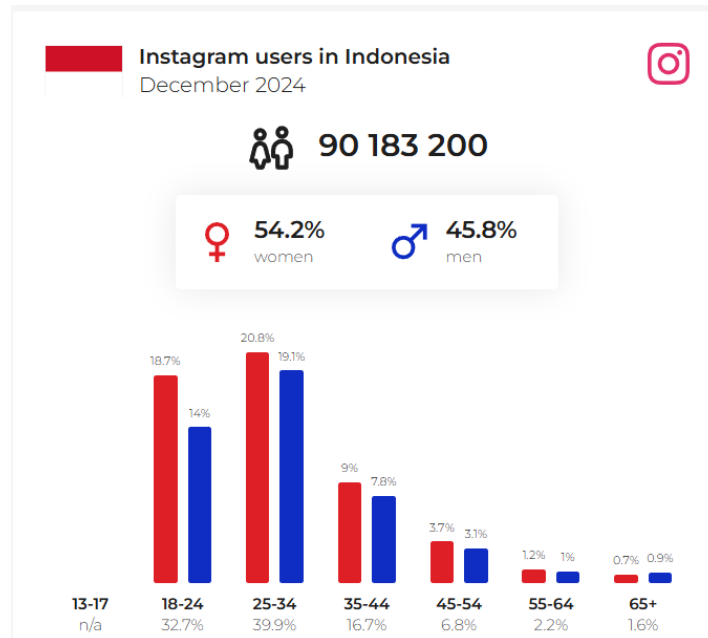 Instagram users in Indonesia
December 2024
90 183 200
54.2%
women
45.8%
men
18.7%
14%
20.8%
19.1%
9%
7.8%
3.7%
3.1%
1.2%
1%
0.7%
0.9%
13-17 18-24 25-34 35-44 45-54 55-64 65+
n/a 32.7% 39.9% 16.7% 6.8% 2.2% 1.6%